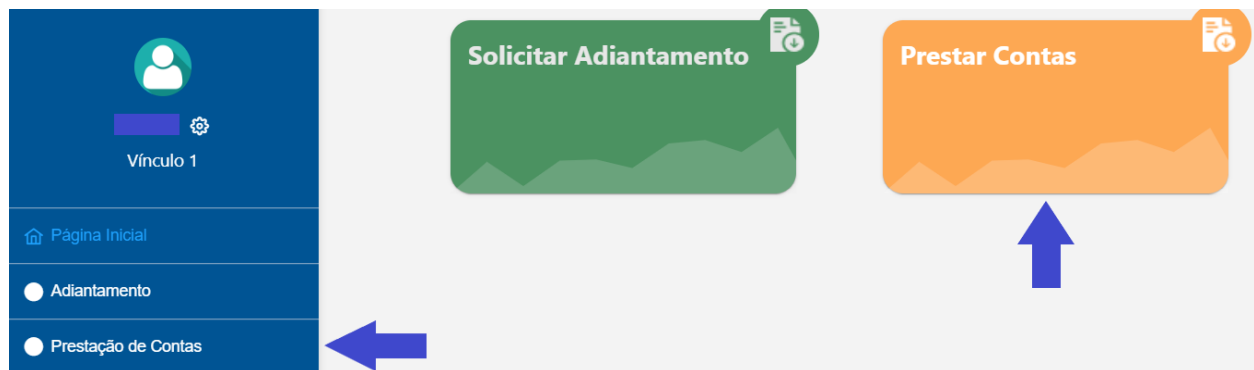 Vínculo 1
Página Inicial
Adiantamento
Prestação de Contas
Solicitar Adiantamento
Prestar Contas